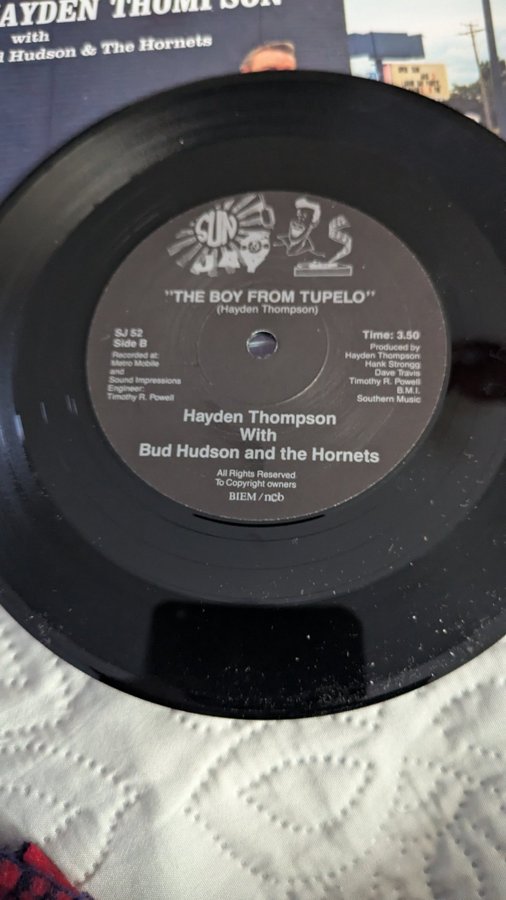 HAYDEN THOMPSON
with
Hudson & The Hornets
SUN
JAY
"THE BOY FROM TUPELO"
(Hayden Thompson)
SJ 52
Side B
Recorded at:
Metro Mobile
and
Sound Impressions
Engineer:
Timothy R. Powell
Time: 3.50
Produced by
Hayden Thompson
Hank Strongg
Dave Travis
Timothy R. Powell
B.M.I.
Southern Music
Hayden Thompson
With
Bud Hudson and the Hornets
All Rights Reserved
To Copyright owners
BIEM/ncb